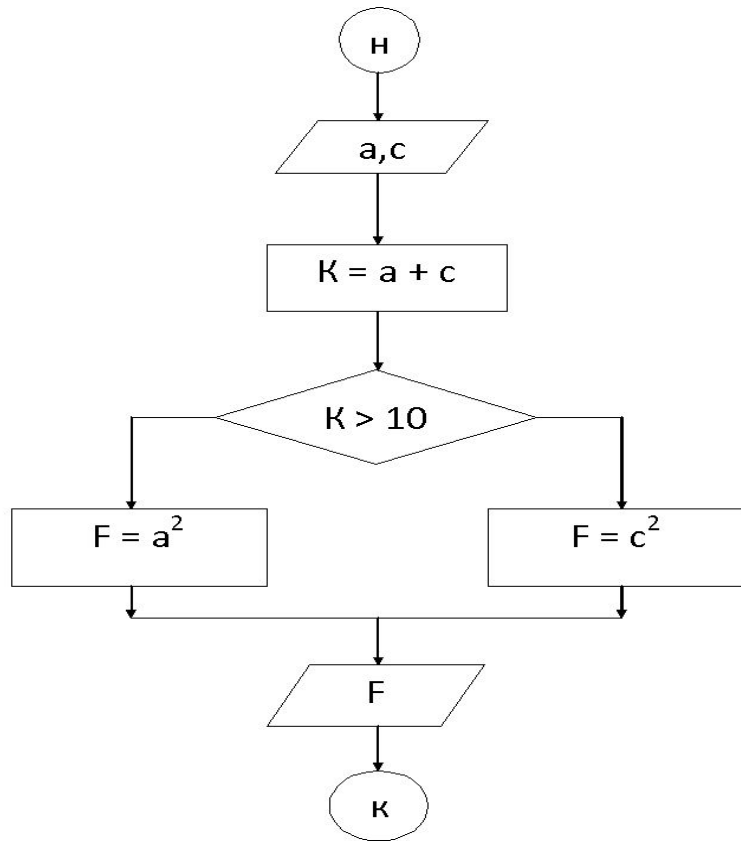 н
a,c
К = a + c
К > 10
F = a²
F = c²
F
к